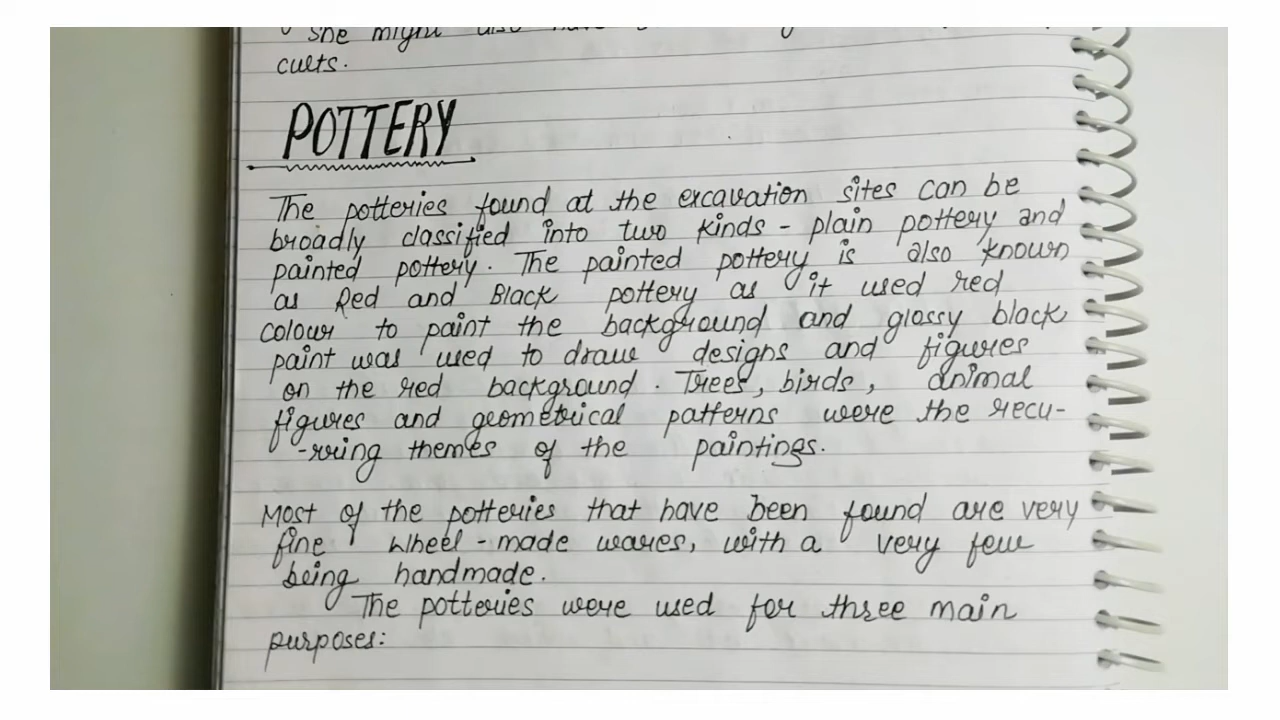 She might also have
cults.
POTTERY
The potteries found at the excavation sites can be
broadly classified into two kinds - plain pottery and
painted pottery. The painted pottery is also known
as Red and Black pottery as it used red
colour to paint the background and glossy black
paint was used to draw designs and figures
on the red background. Trees, birds, animal
figures and geometrical patterns were the recu-
-rring themes of the paintings.
Most of the potteries that have been found are very
fine wheel-made wares, with a very few
being handmade.
The potteries were used for three main
purposes: